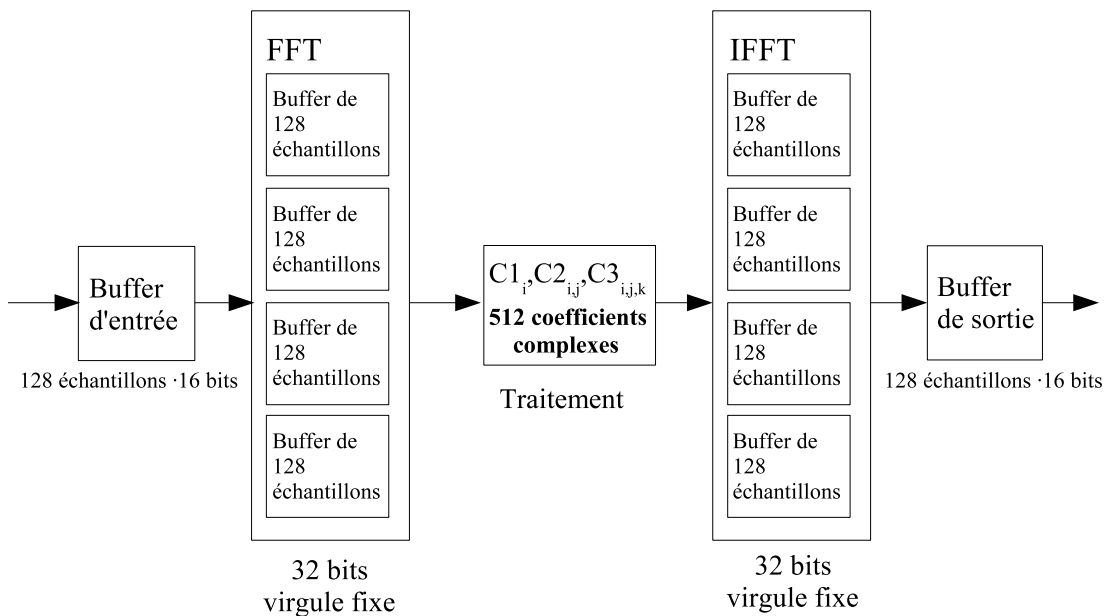 Buffer
d'entrée
128 échantillons ·16 bits
FFT
Buffer de
128
échantillons
Buffer de
128
échantillons
Buffer de
128
échantillons
Buffer de
128
échantillons
32 bits
virgule fixe
C1i,C2i,j,C3i,j,k
512 coefficients
complexes
Traitement
IFFT
Buffer de
128
échantillons
Buffer de
128
échantillons
Buffer de
128
échantillons
Buffer de
128
échantillons
32 bits
virgule fixe
Buffer
de sortie
128 échantillons ·16 bits